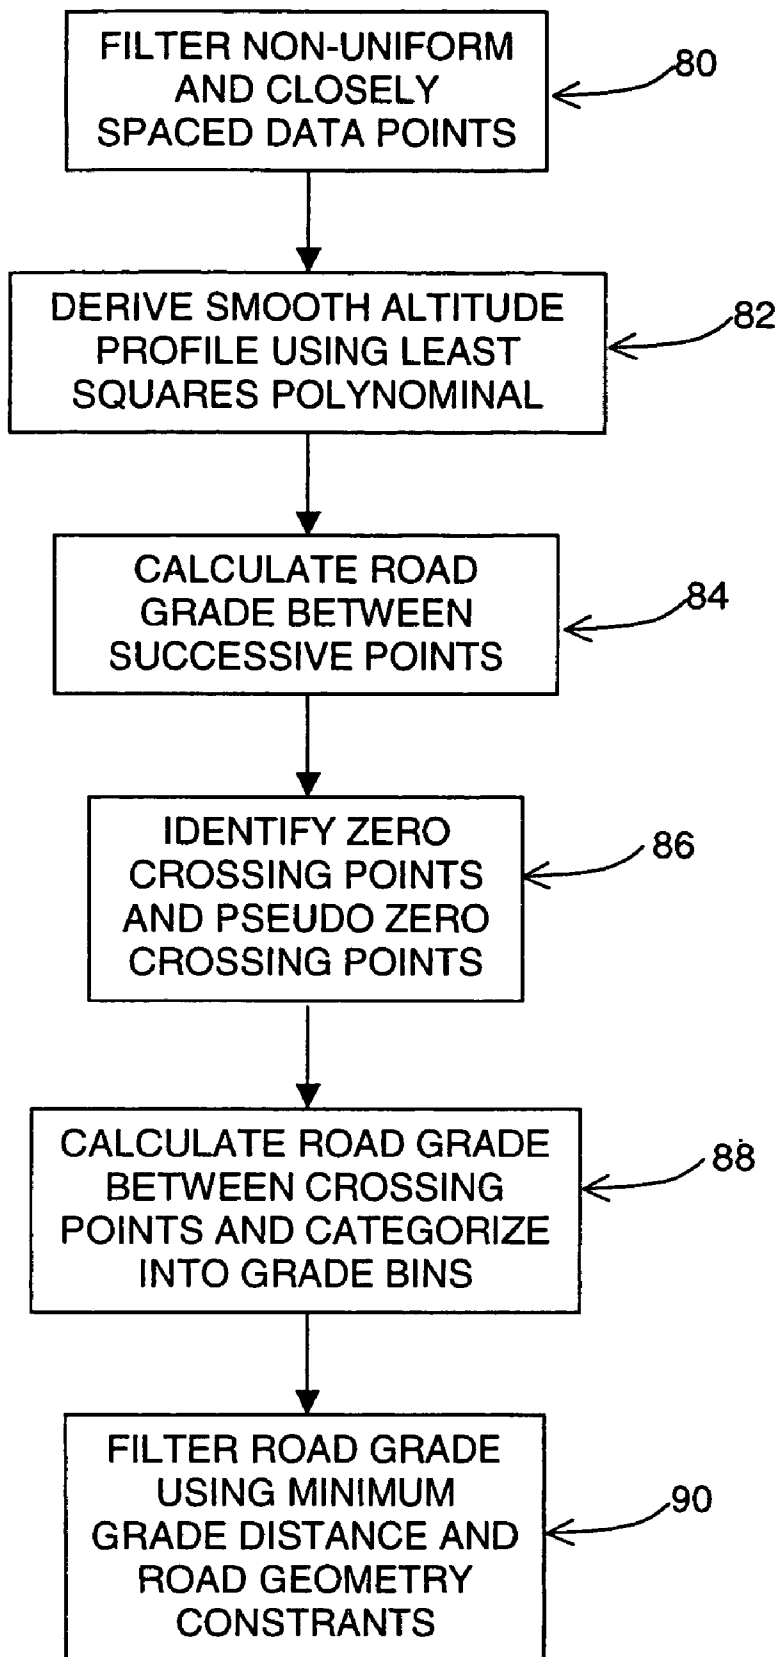 FILTER NON-UNIFORM
AND CLOSELY
SPACED DATA POINTS
80
DERIVE SMOOTH ALTITUDE
PROFILE USING LEAST
SQUARES POLYNOMINAL
82
CALCULATE ROAD
GRADE BETWEEN
SUCCESSIVE POINTS
84
IDENTIFY ZERO
CROSSING POINTS
AND PSEUDO ZERO
CROSSING POINTS
86
CALCULATE ROAD GRADE
BETWEEN CROSSING
POINTS AND CATEGORIZE
INTO GRADE BINS
88
FILTER ROAD GRADE
USING MINIMUM
GRADE DISTANCE AND
ROAD GEOMETRY
CONSTRANTS
90